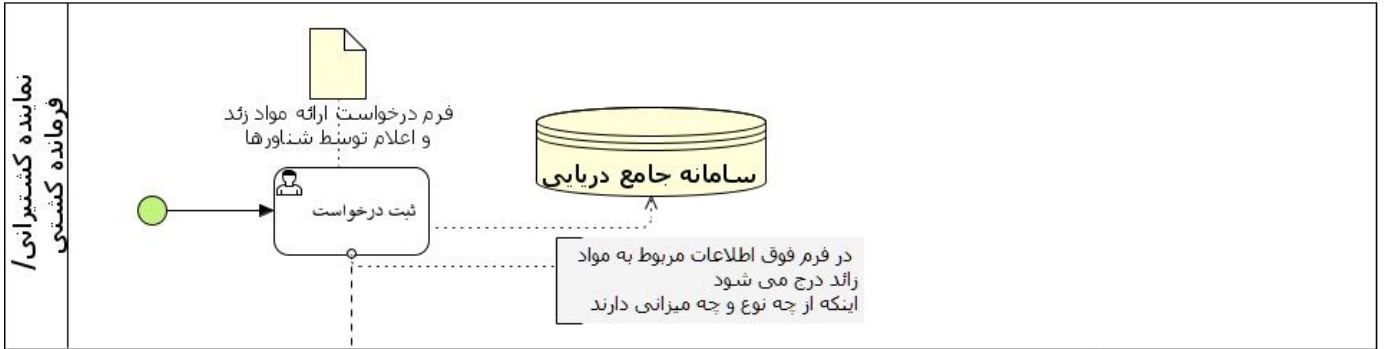 نماینده کشتیرانی/
فرمانده کشتی
فرم درخواست ارائه مواد زئد
و اعلام توسط شناورها
سامانه جامع دریایی
ثبت درخواست
در فرم فوق اطلاعات مربوط به مواد
زائد درج می شود
اینکه از چه نوع و چه میزانی دارند